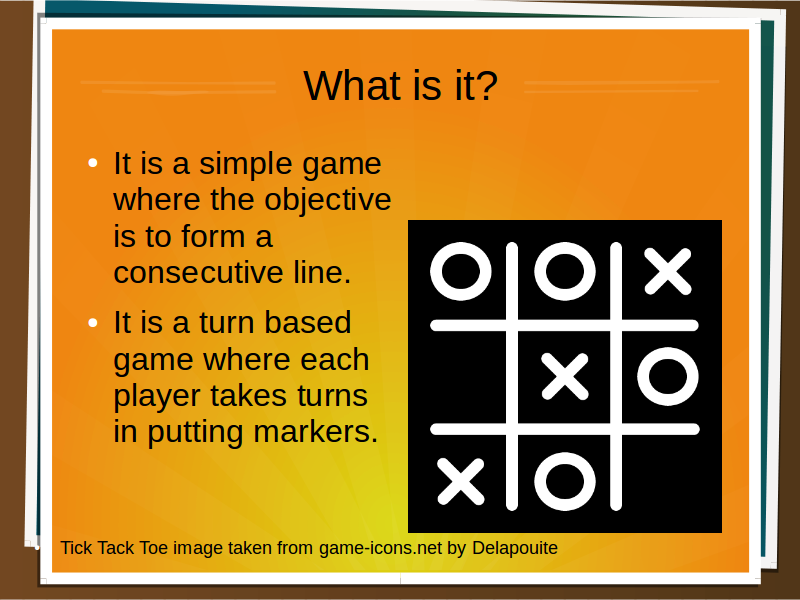 What is it?
• It is a simple game
where the objective
is to form a
consecutive line.
• It is a turn based
game where each
player takes turns
in putting markers.
O O X
X O
X O
Tick Tack Toe image taken from game-icons.net by Delapouite